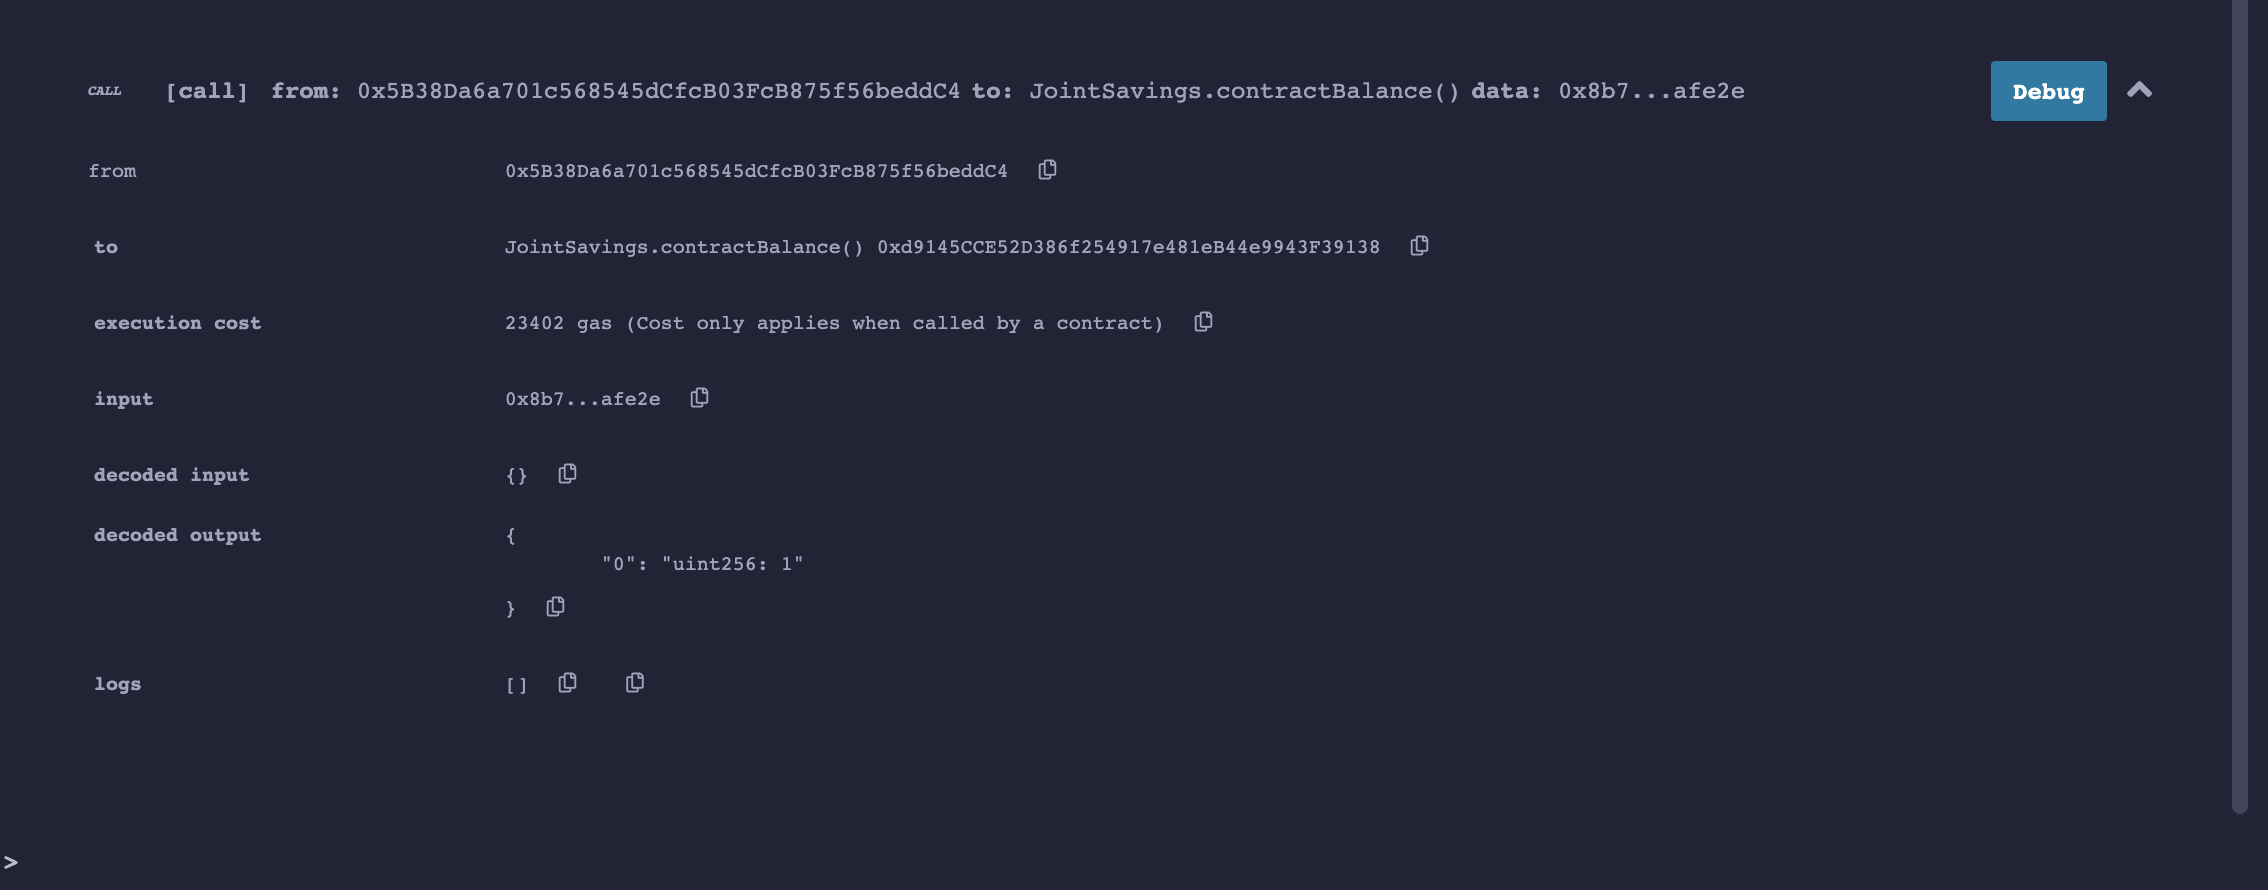 CALL [call] from: 0x5B38Da6a701c568545dCfcB03FcB875f56beddC4 to: JointSavings.contractBalance() data: 0x8b7...afe2e Debug
from 0x5B38Da6a701c568545dCfcB03FcB875f56beddC4
to JointSavings.contractBalance() 0xd9145CCE52D386f254917e481eB44e9943F39138
execution cost 23402 gas (Cost only applies when called by a contract)
input 0x8b7...afe2e
decoded input {}
decoded output {
"0": "uint256: 1"
}
logs []
>